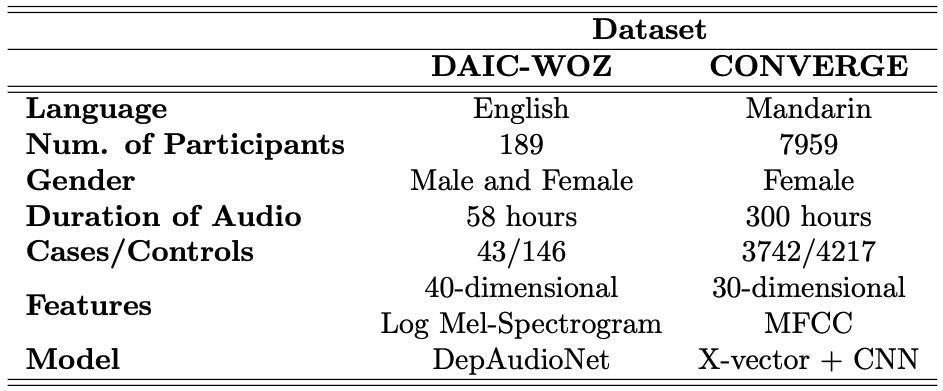 Dataset
DAIC-WOZ CONVERGE
Language English Mandarin
Num. of Participants 189 7959
Gender Male and Female Female
Duration of Audio 58 hours 300 hours
Cases/Controls 43/146 3742/4217
Features 40-dimensional 30-dimensional
Log Mel-Spectrogram MFCC
Model DepAudioNet X-vector + CNN